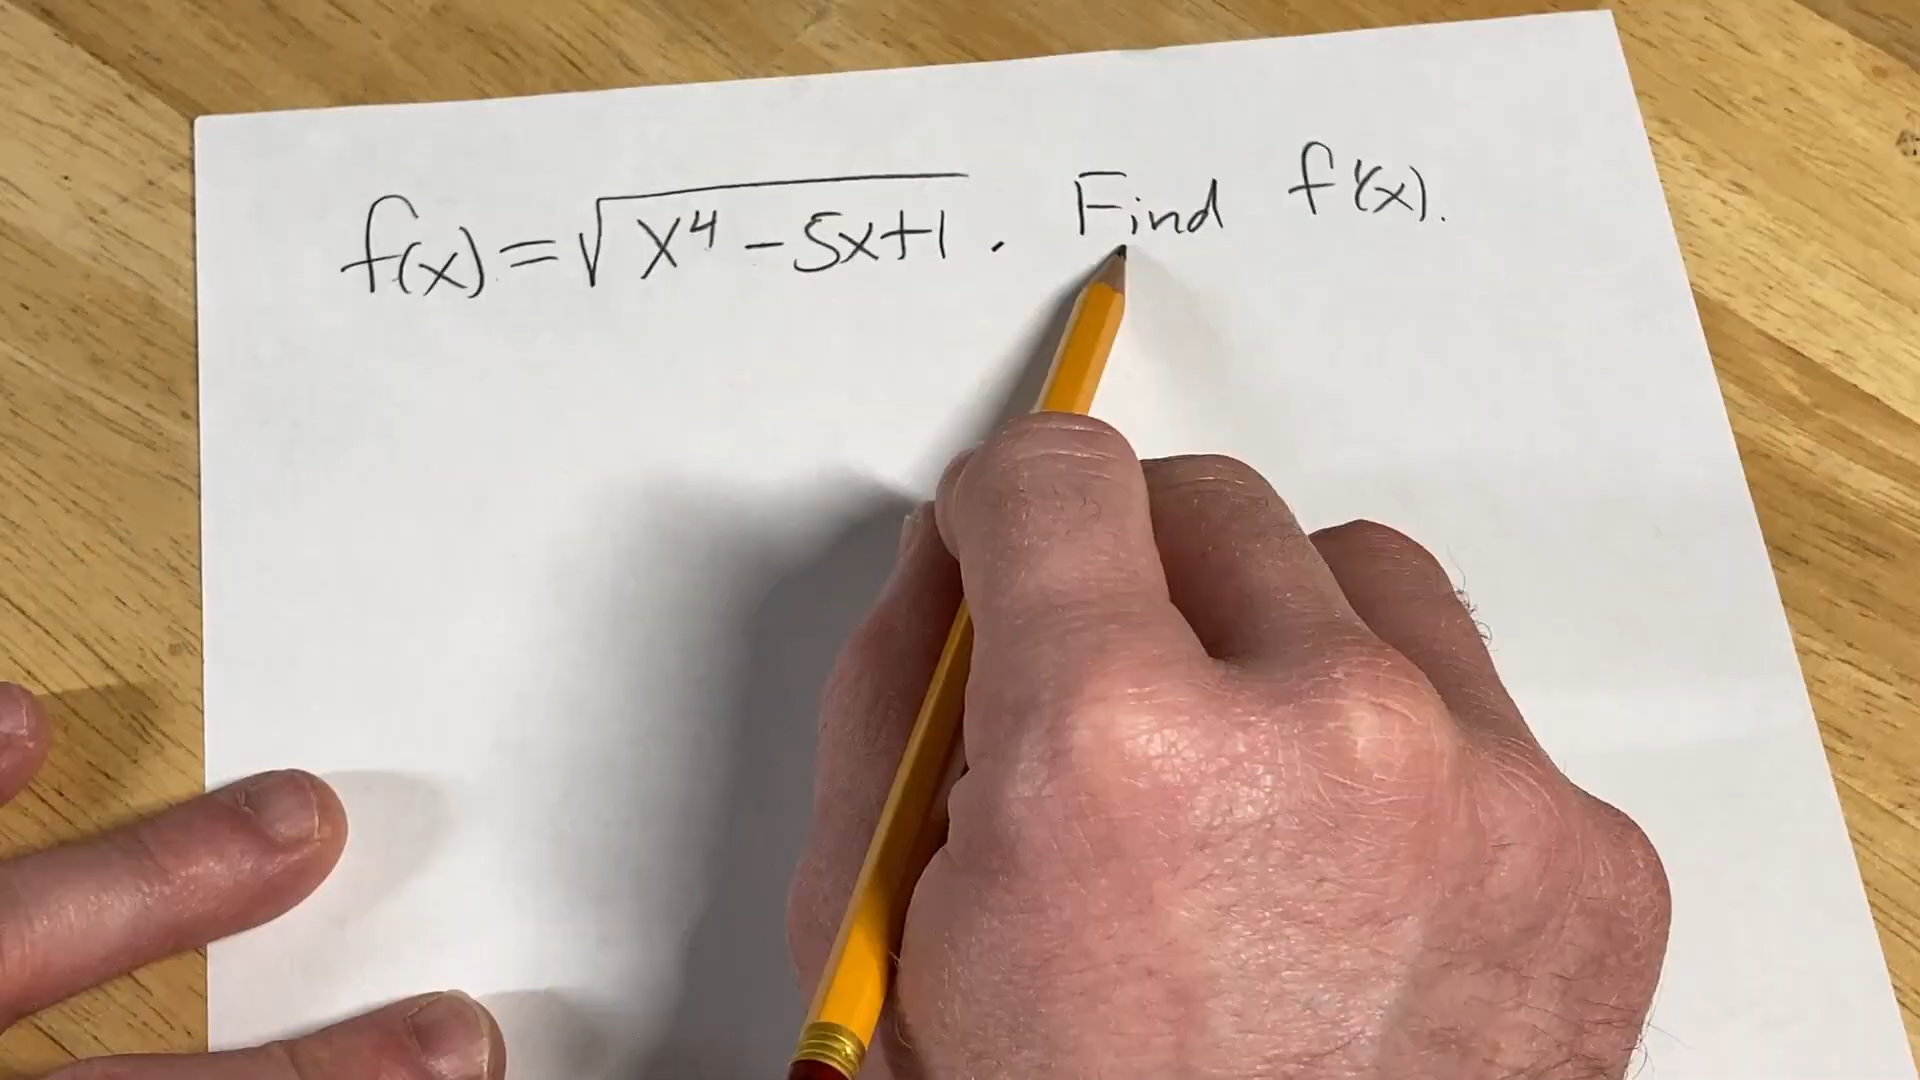 f(x) = √(x⁴ - 5x + 1) . Find f'(x).